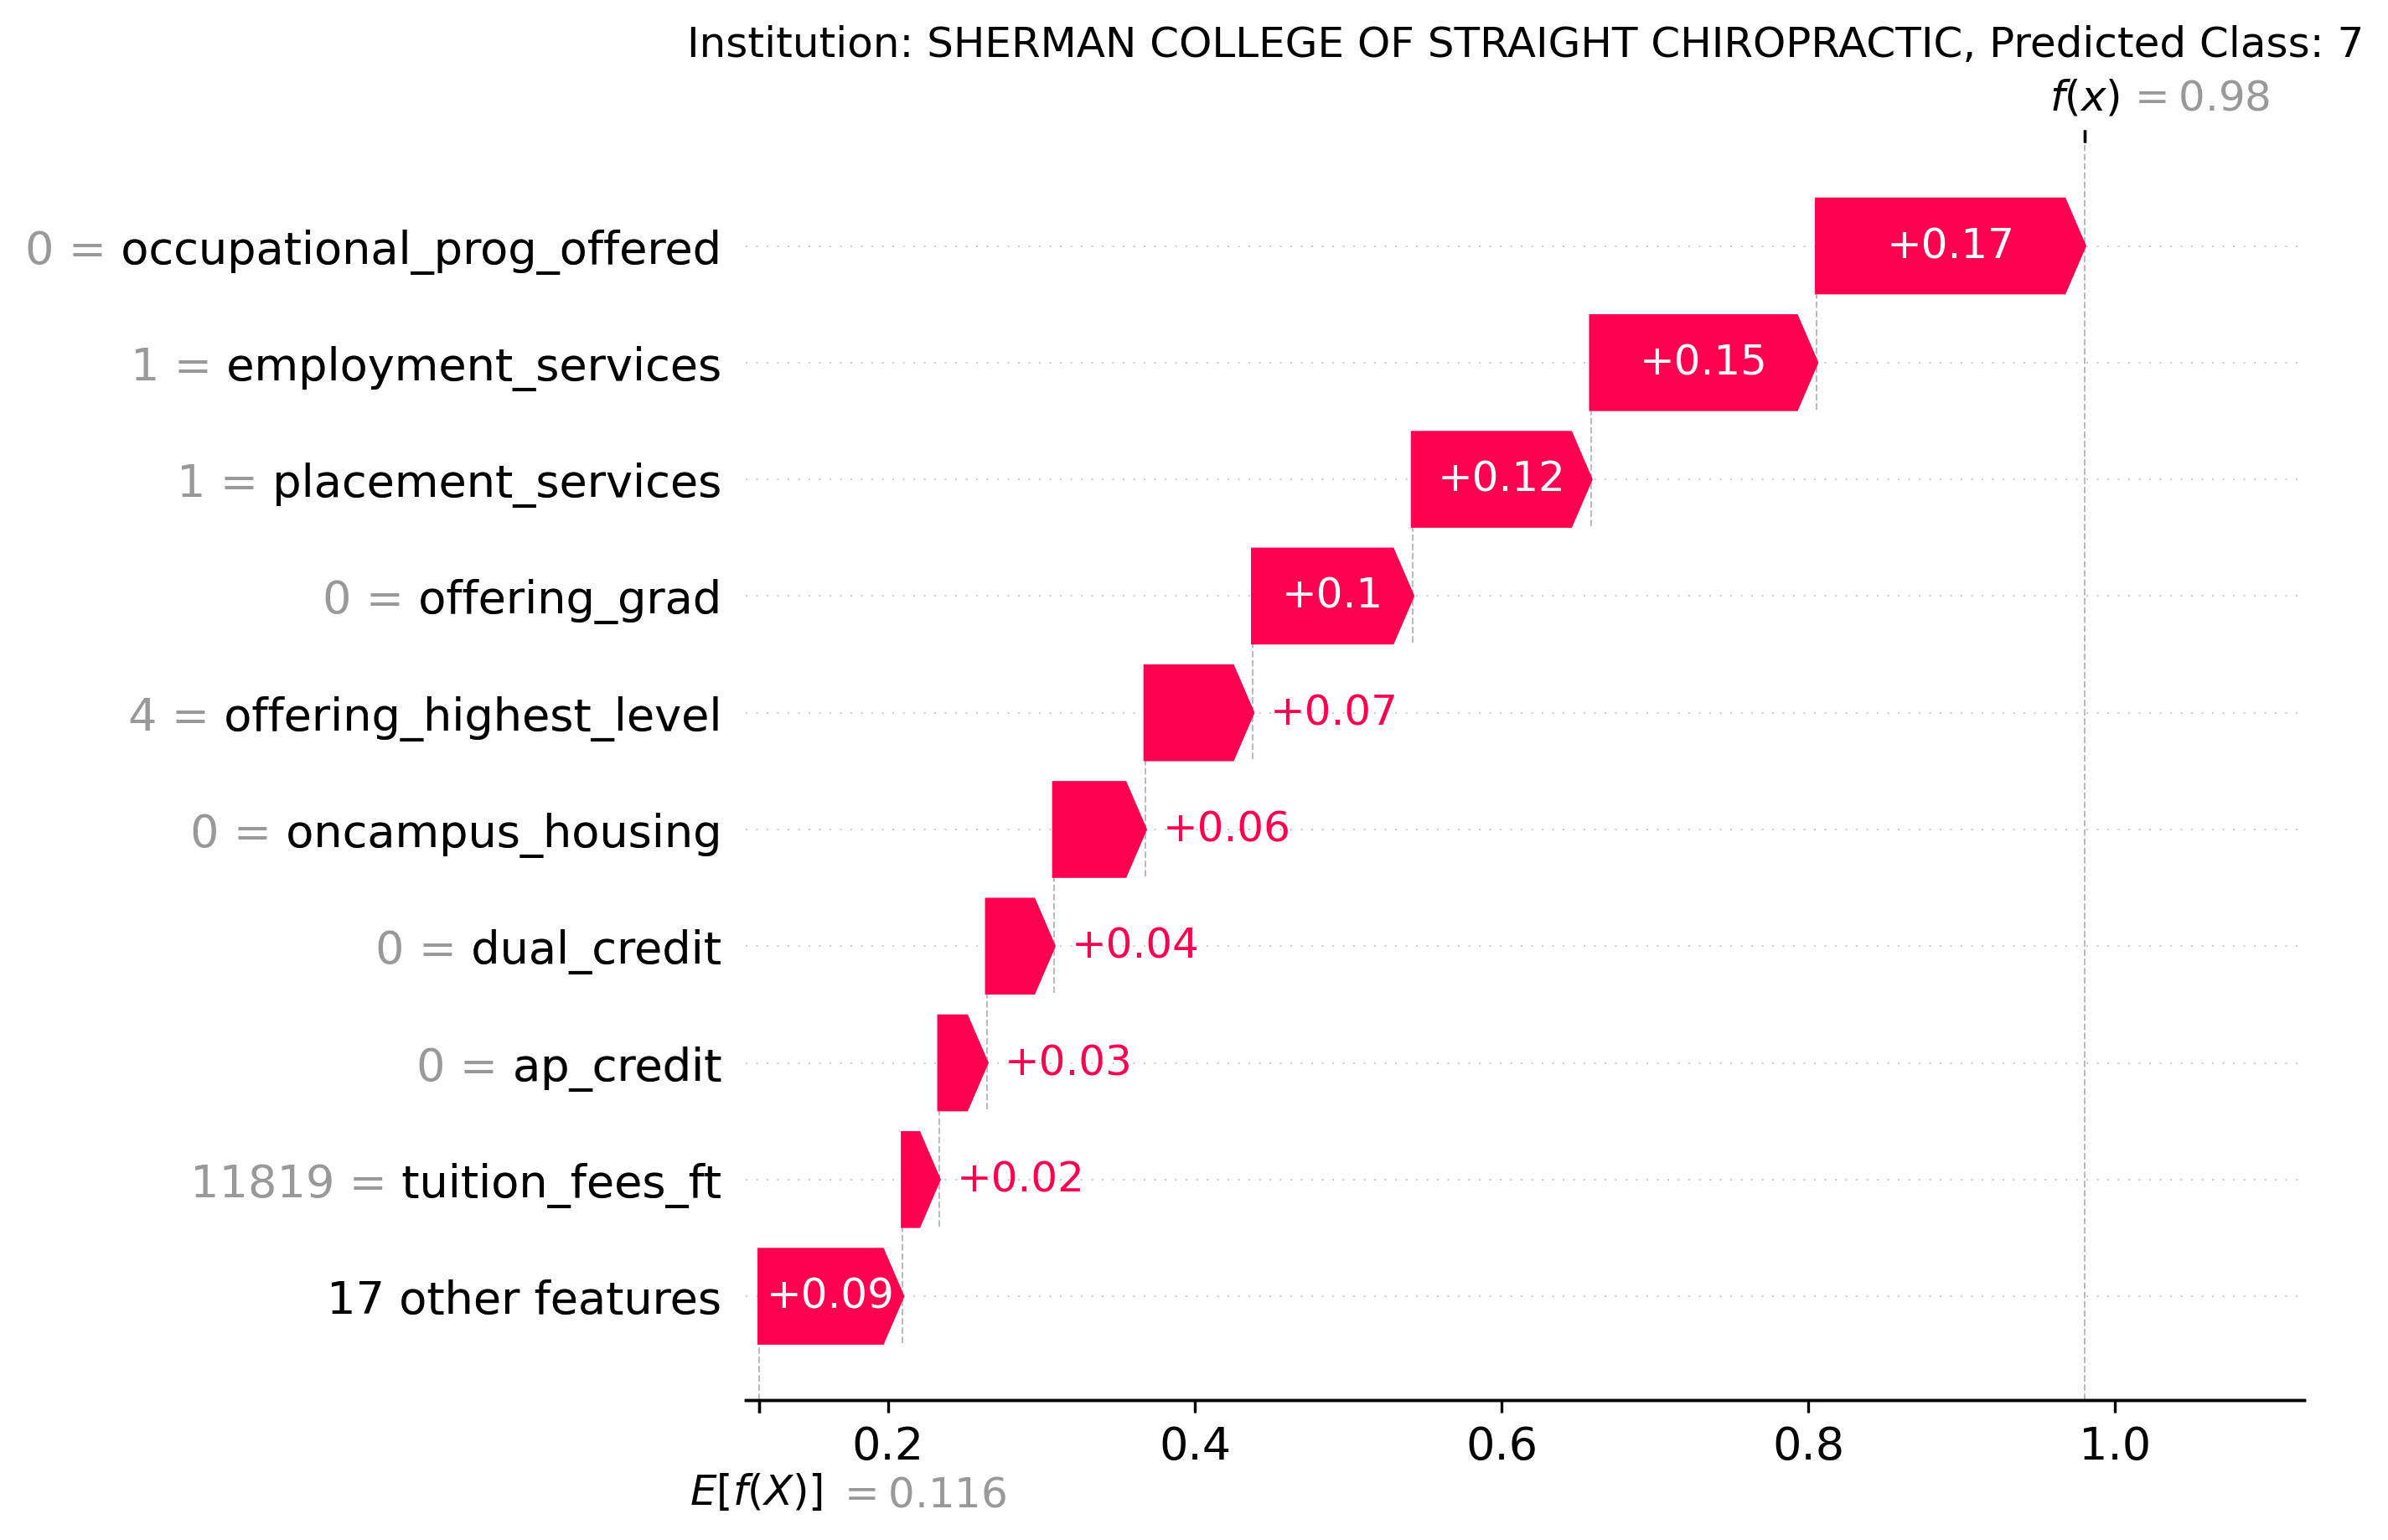 Institution: SHERMAN COLLEGE OF STRAIGHT CHIROPRACTIC, Predicted Class: 7
f(x) = 0.98
0 = occupational_prog_offered +0.17
1 = employment_services +0.15
1 = placement_services +0.12
0 = offering_grad +0.1
4 = offering_highest_level +0.07
0 = oncampus_housing +0.06
0 = dual_credit +0.04
0 = ap_credit +0.03
11819 = tuition_fees_ft +0.02
17 other features +0.09
0.2 0.4 0.6 0.8 1.0
E[f(X)] = 0.116